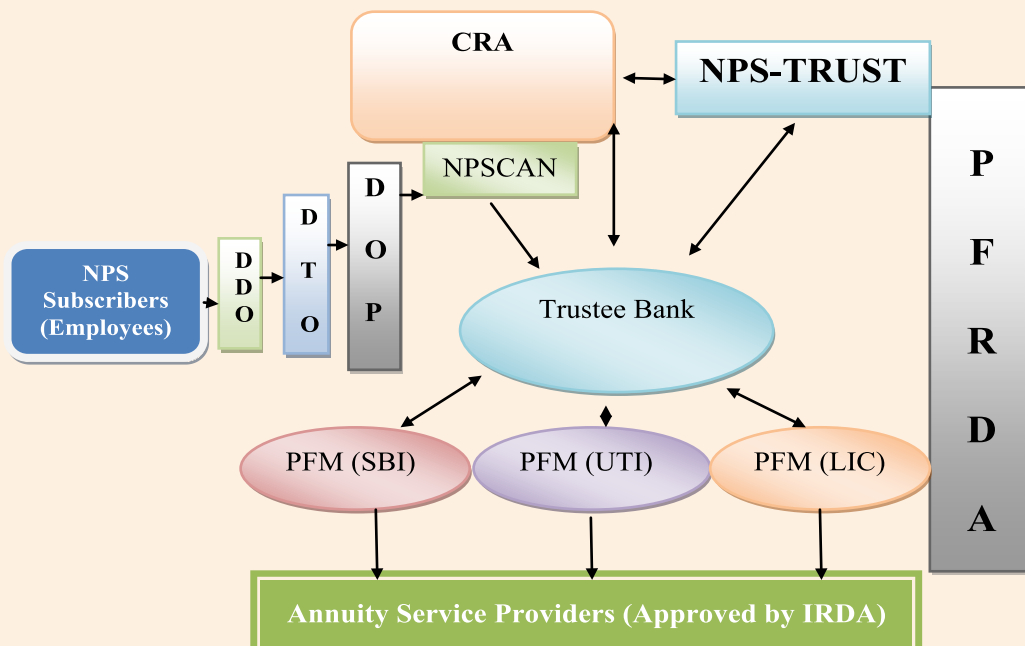 CRA
NPS-TRUST
NPSCAN
D
O
P
D
T
O
D
D
O
NPS
Subscribers
(Employees)
Trustee Bank
PFM (SBI)
PFM (UTI)
PFM (LIC)
P
F
R
D
A
Annuity Service Providers (Approved by IRDA)